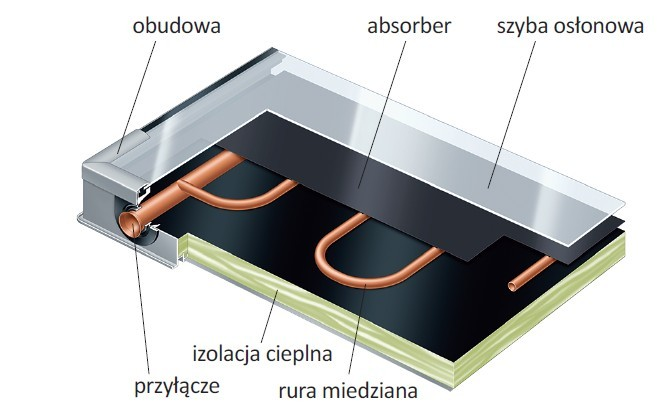 obudowa
absorber
szyba osłonowa
izolacja cieplna
przyłącze
rura miedziana